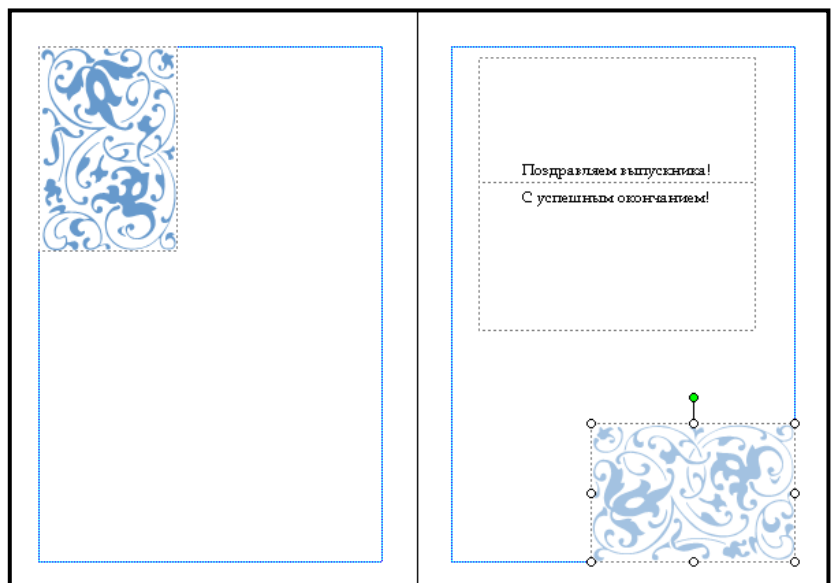 Поздравляем выпускника!
С успешным окончанием!